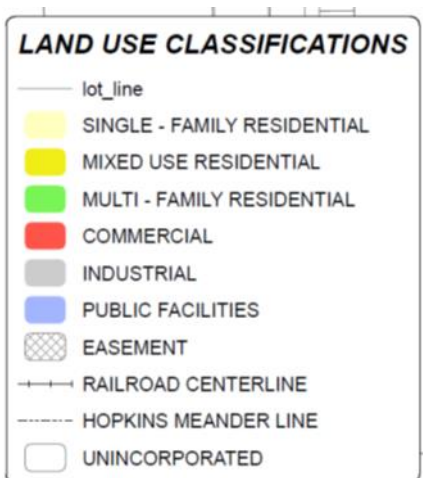 LAND USE CLASSIFICATIONS
lot_line
SINGLE - FAMILY RESIDENTIAL
MIXED USE RESIDENTIAL
MULTI - FAMILY RESIDENTIAL
COMMERCIAL
INDUSTRIAL
PUBLIC FACILITIES
EASEMENT
RAILROAD CENTERLINE
HOPKINS MEANDER LINE
UNINCORPORATED